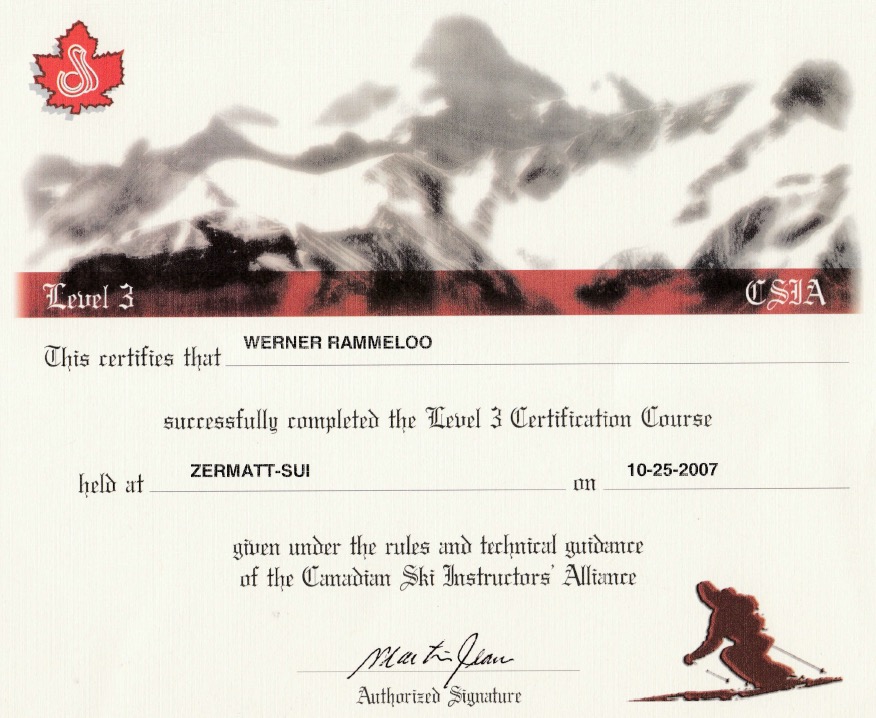 Level 3 CSIA
This certifies that WERNER RAMMELOO
successfully completed the Level 3 Certification Course
held at ZERMATT-SUI on 10-25-2007
given under the rules and technical guidance
of the Canadian Ski Instructors' Alliance
Martin Jean
Authorized Signature